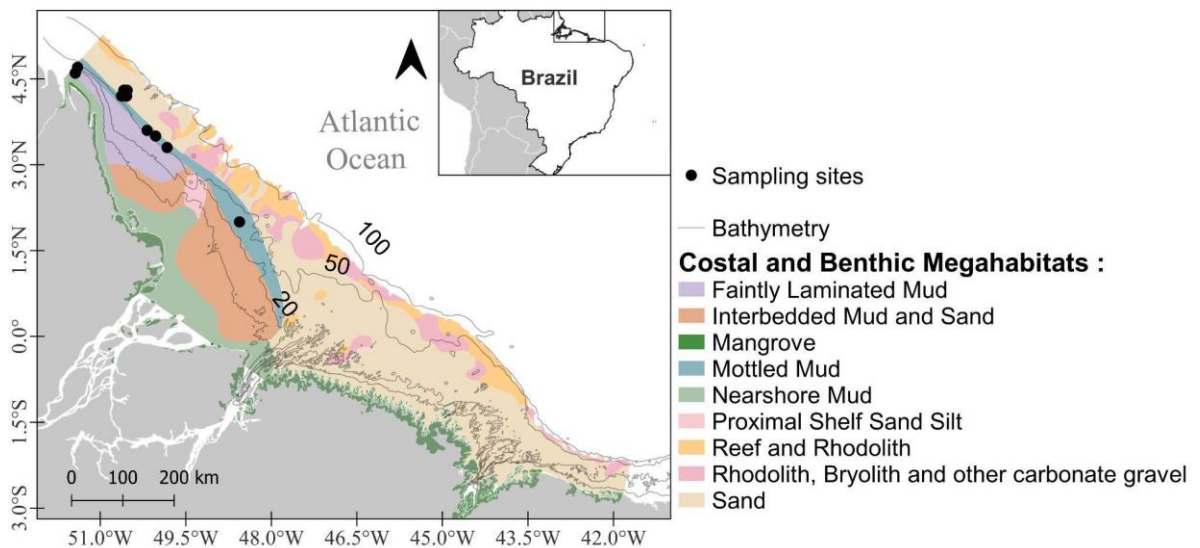 Brazil
Atlantic
Ocean
100
50
20
4.5°N
3.0°N
1.5°N
0.0°
1.5°S
3.0°S
0 100 200 km
51.0°W 49.5°W 48.0°W 46.5°W 45.0°W 43.5°W 42.0°W
Sampling sites
Bathymetry
Costal and Benthic Megahabitats :
Faintly Laminated Mud
Interbedded Mud and Sand
Mangrove
Mottled Mud
Nearshore Mud
Proximal Shelf Sand Silt
Reef and Rhodolith
Rhodolith, Bryolith and other carbonate gravel
Sand